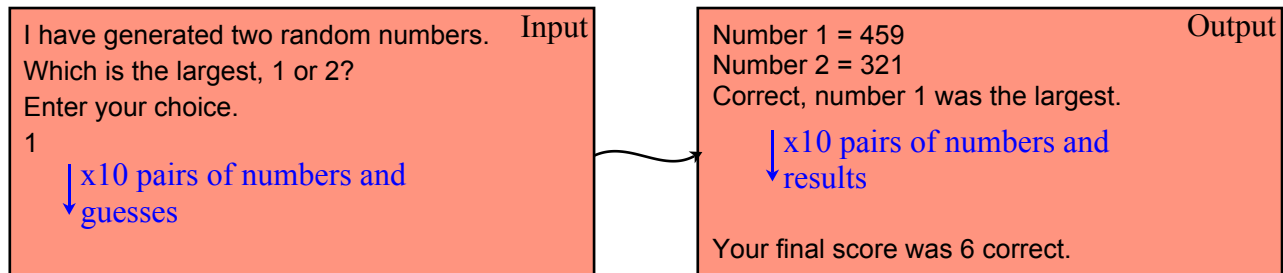 Input
I have generated two random numbers.
Which is the largest, 1 or 2?
Enter your choice.
1
x10 pairs of numbers and
guesses
Output
Number 1 = 459
Number 2 = 321
Correct, number 1 was the largest.
x10 pairs of numbers and
results
Your final score was 6 correct.